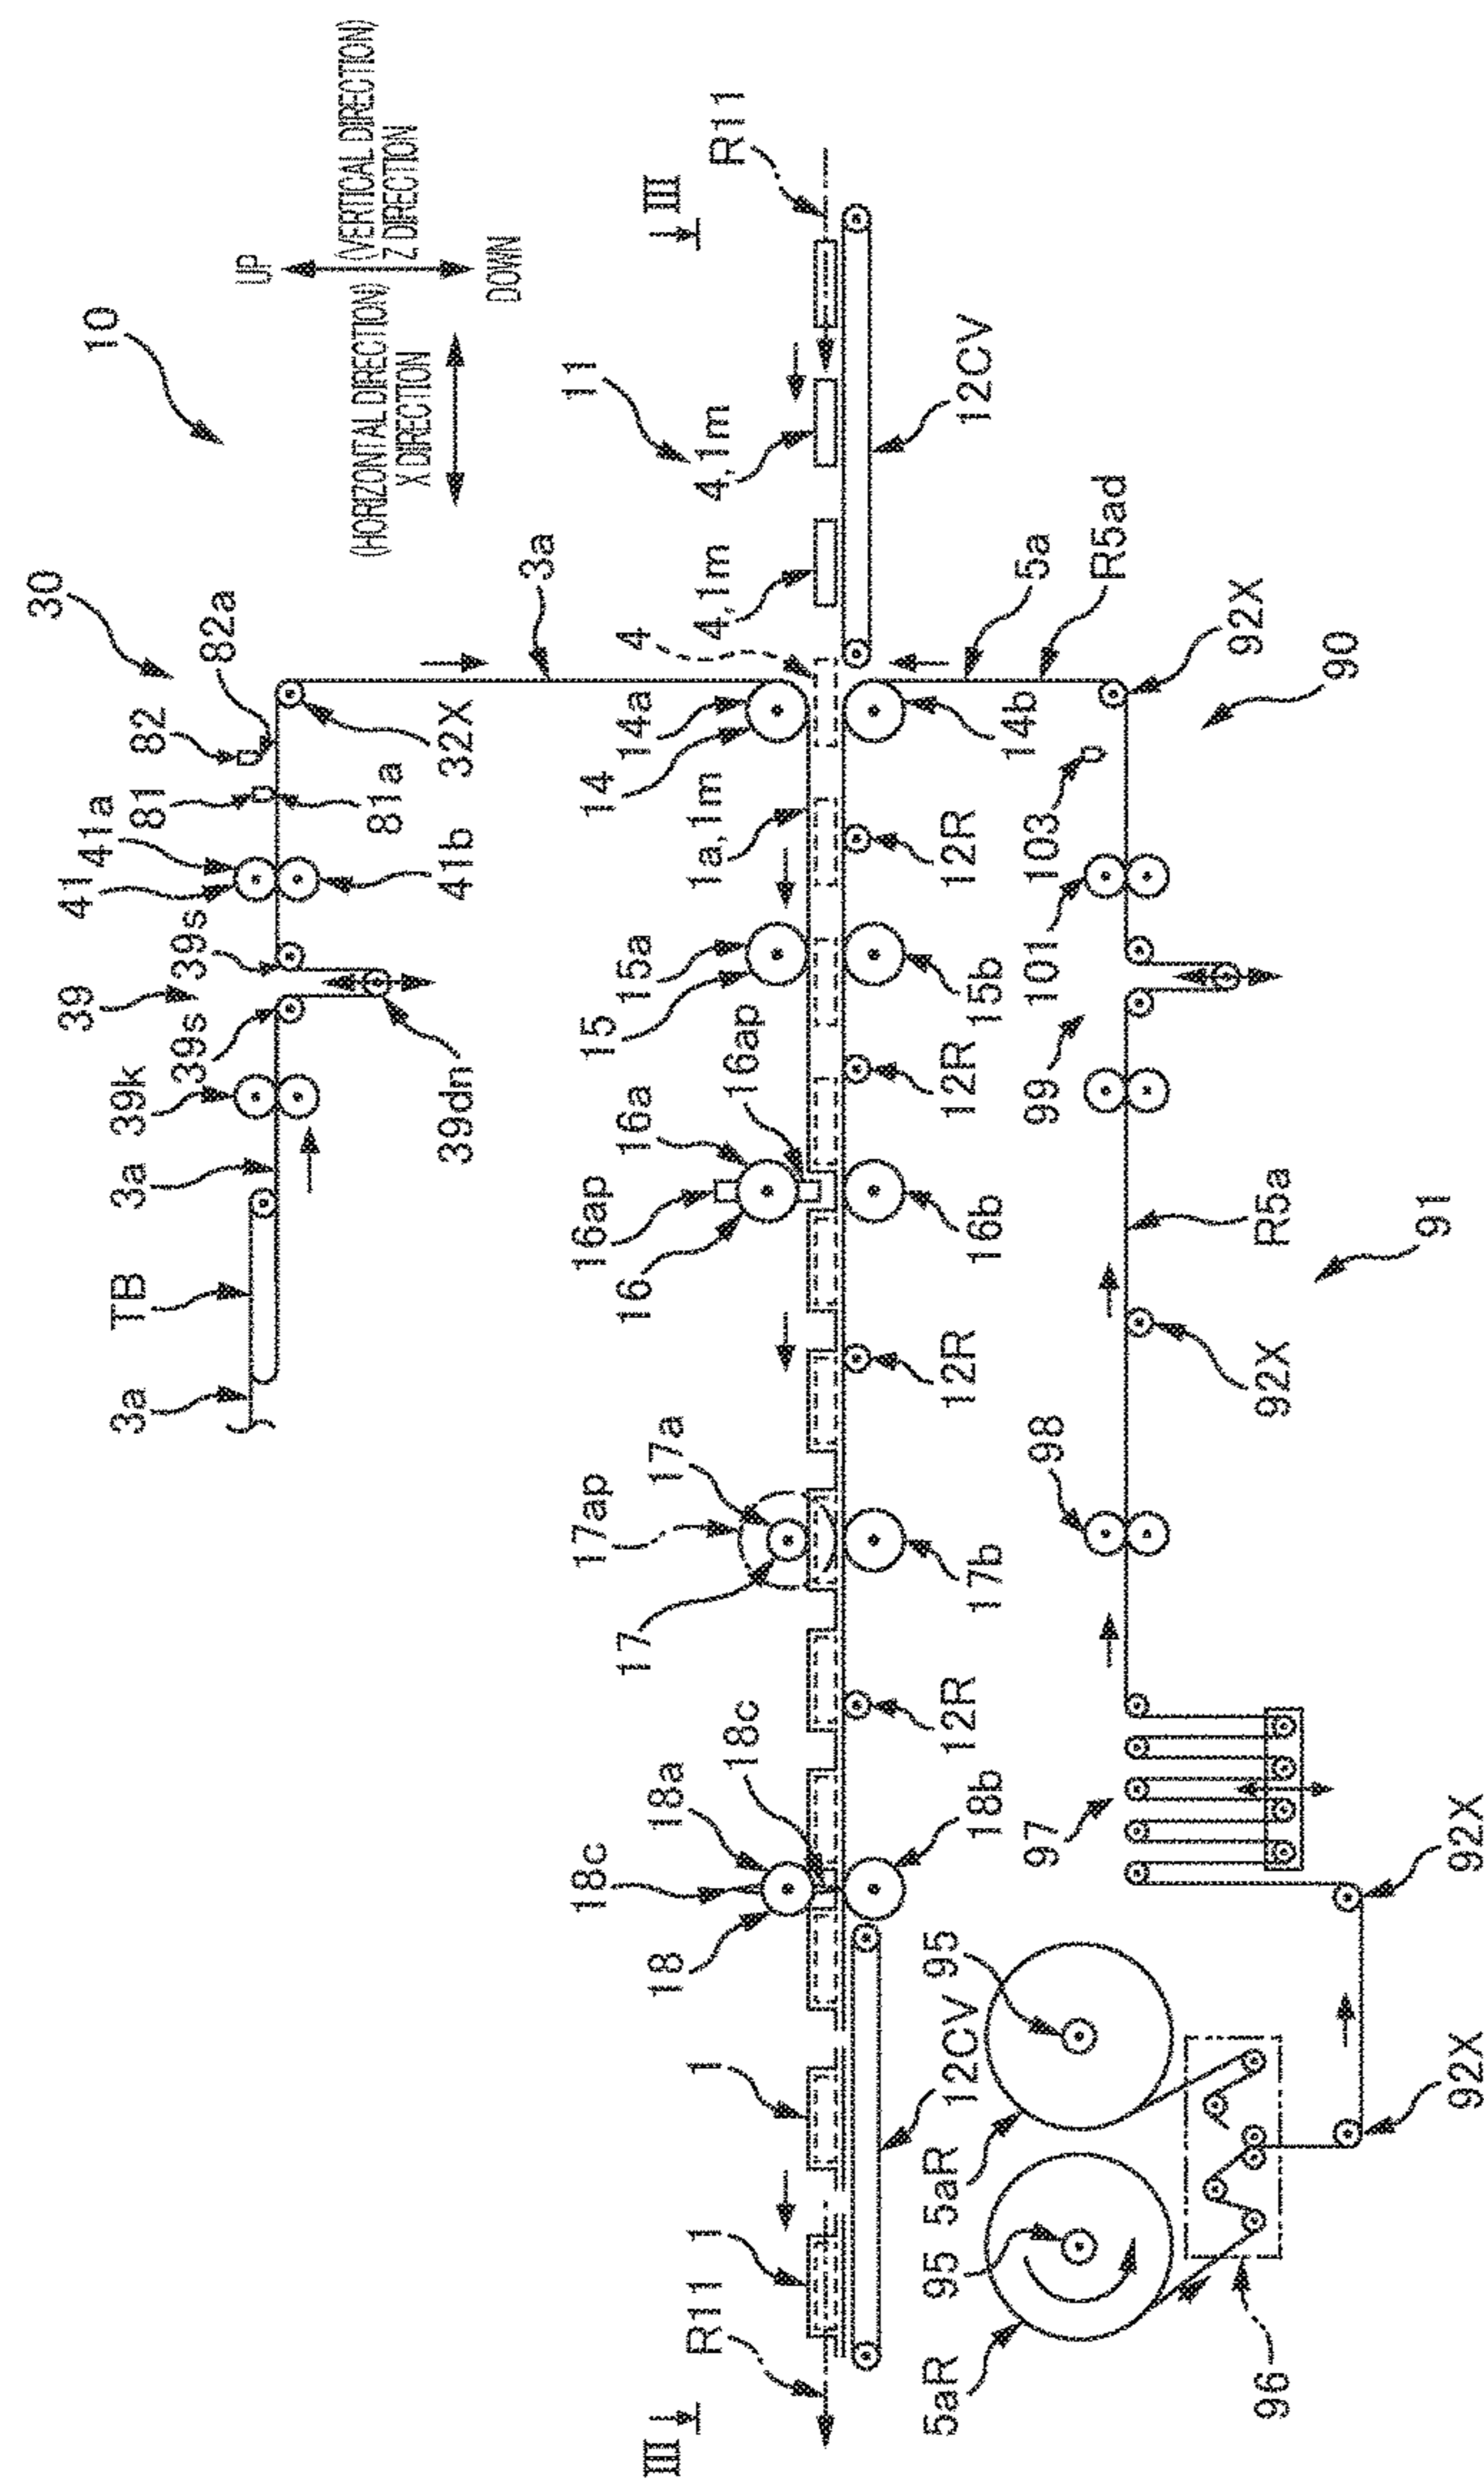 10
30
UP
(VERTICAL DIRECTION)
Z DIRECTION
DOWN
(HORIZONTAL DIRECTION)
X DIRECTION
3a
TB
3a
39k
39
39s
39s
39dn
41
41a
41b
81
81a
82
82a
32X
3a
11
III
R11
4,1m
4,1m
4
12CV
14
14a
14b
1a,1m
12R
15
15a
15b
12R
16ap
16
16a
16ap
16b
12R
17ap
17
17a
17b
12R
18c
18
18a
18c
18b
1
1
R11
III
12CV
5a
R5ad
92X
90
103
101
99
R5a
91
92X
98
97
92X
92X
95
5aR
95
5aR
96